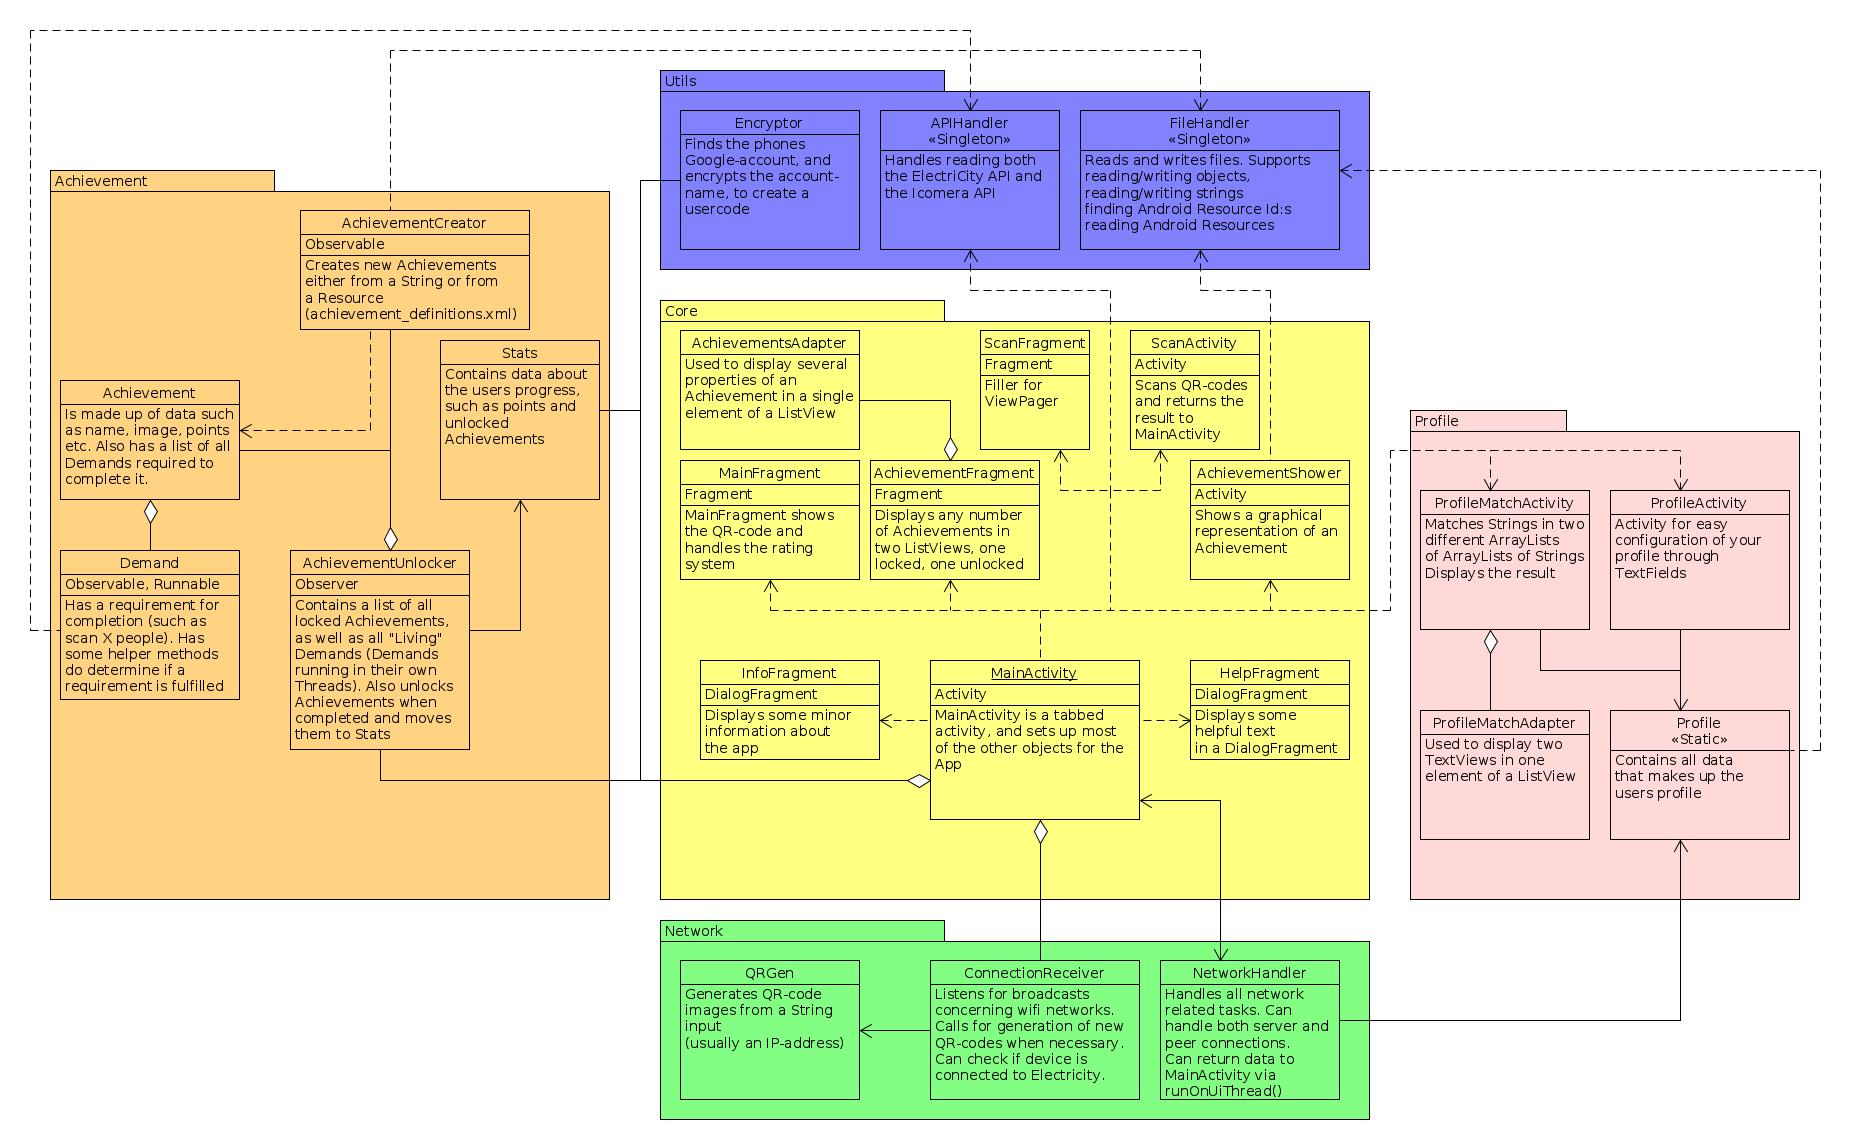 Utils
Encryptor
Finds the phones
Google-account, and
encrypts the account-
name, to create a
usercode
APIHandler
«Singleton»
Handles reading both
the ElectriCity API and
the Icomera API
FileHandler
«Singleton»
Reads and writes files. Supports
reading/writing objects,
reading/writing strings
finding Android Resource Id:s
reading Android Resources
Achievement
AchievementCreator
Observable
Creates new Achievements
either from a String or from
a Resource
(achievement_definitions.xml)
Stats
Contains data about
the users progress,
such as points and
unlocked
Achievements
Achievement
Is made up of data such
as name, image, points
etc. Also has a list of all
Demands required to
complete it.
Demand
Observable, Runnable
Has a requirement for
completion (such as
scan X people). Has
some helper methods
do determine if a
requirement is fulfilled
AchievementUnlocker
Observer
Contains a list of all
locked Achievements,
as well as all "Living"
Demands (Demands
running in their own
Threads). Also unlocks
Achievements when
completed and moves
them to Stats
Core
AchievementsAdapter
Used to display several
properties of an
Achievement in a single
element of a ListView
ScanFragment
Fragment
Filler for
ViewPager
ScanActivity
Activity
Scans QR-codes
and returns the
result to
MainActivity
MainFragment
Fragment
MainFragment shows
the QR-code and
handles the rating
system
AchievementFragment
Fragment
Displays any number
of Achievements in
two ListViews, one
locked, one unlocked
AchievementShower
Activity
Shows a graphical
representation of an
Achievement
InfoFragment
DialogFragment
Displays some minor
information about
the app
MainActivity
Activity
MainActivity is a tabbed
activity, and sets up most
of the other objects for the
App
HelpFragment
DialogFragment
Displays some
helpful text
in a DialogFragment
Profile
ProfileMatchActivity
Matches Strings in two
different ArrayLists
of ArrayLists of Strings
Displays the result
ProfileActivity
Activity for easy
configuration of your
profile through
TextFields
ProfileMatchAdapter
Used to display two
TextViews in one
element of a ListView
Profile
«Static»
Contains all data
that makes up the
users profile
Network
QRGen
Generates QR-code
images from a String
input
(usually an IP-address)
ConnectionReceiver
Listens for broadcasts
concerning wifi networks.
Calls for generation of new
QR-codes when necessary.
Can check if device is
connected to Electricity.
NetworkHandler
Handles all network
related tasks. Can
handle both server and
peer connections.
Can return data to
MainActivity via
runOnUiThread()